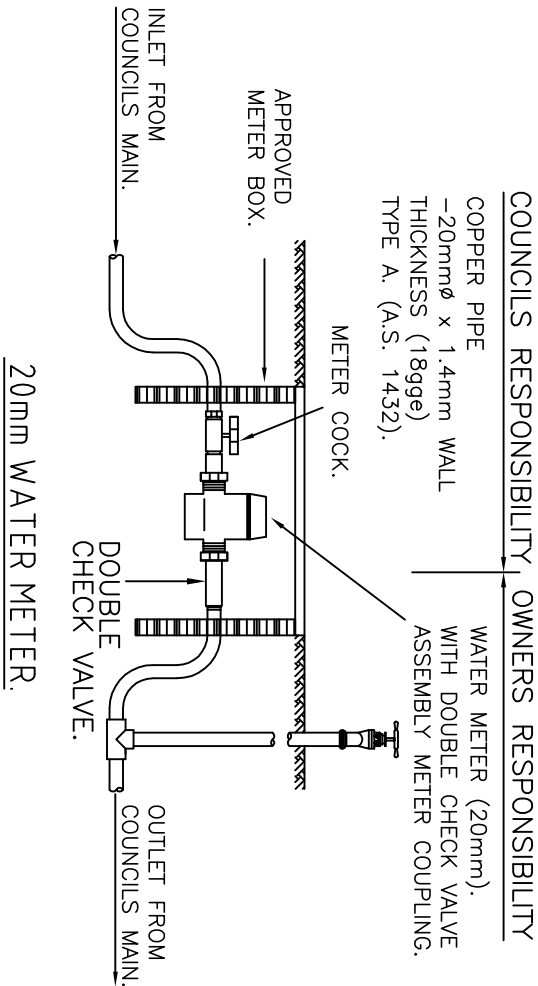 COUNCILS RESPONSIBILITY
OWNERS RESPONSIBILITY
COPPER PIPE
-20mmø x 1.4mm WALL
THICKNESS (18gge)
TYPE A. (A.S. 1432).
WATER METER (20mm).
WITH DOUBLE CHECK VALVE
ASSEMBLY METER COUPLING.
METER COCK.
APPROVED
METER BOX.
INLET FROM
COUNCILS MAIN.
DOUBLE
CHECK VALVE.
OUTLET FROM
COUNCILS MAIN.
20mm WATER METER.